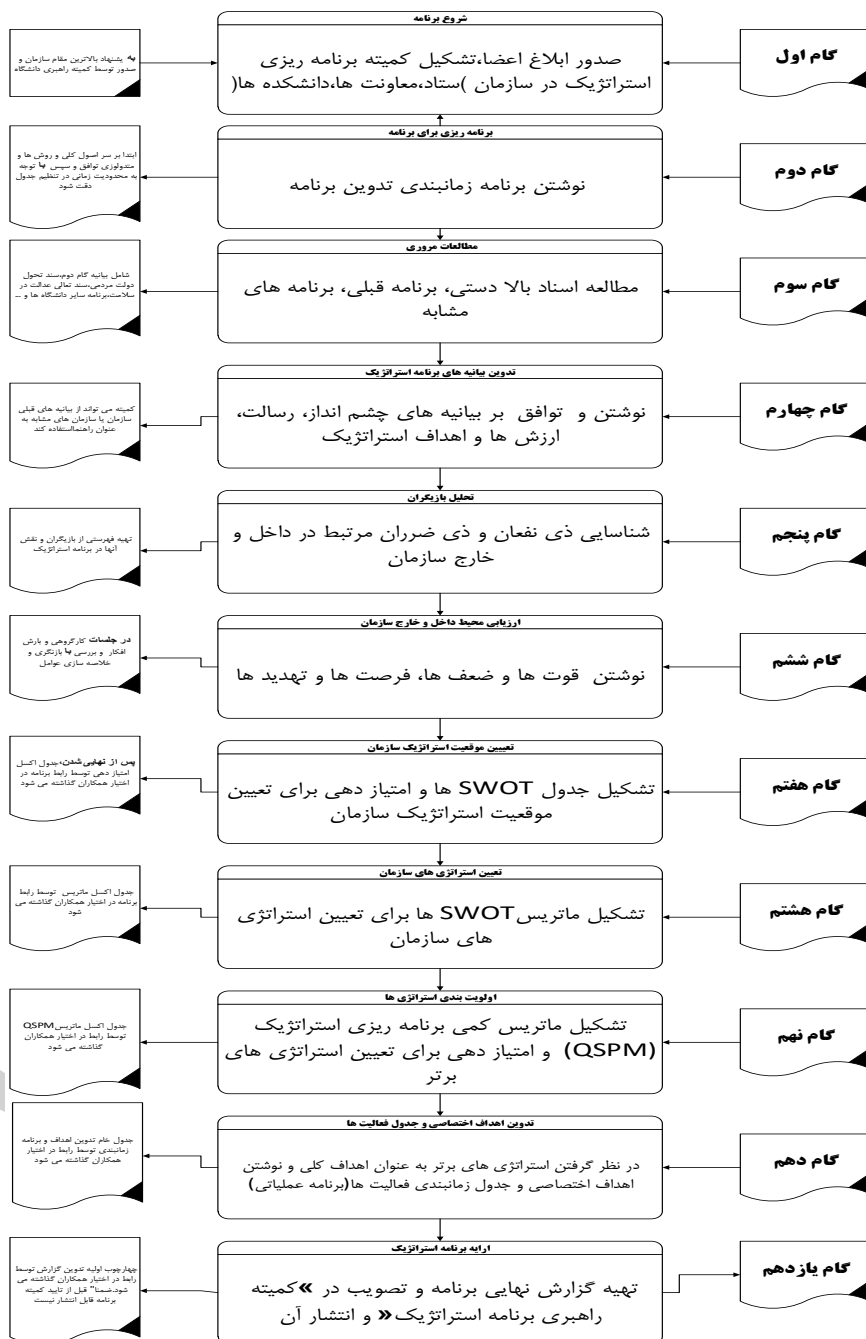 شروع برنامه
گام اول
صدور ابلاغ اعضا،تشکیل کمیته برنامه ریزی
استراتژیک در سازمان )ستاد،معاونت ها،دانشکده ها(
به پیشنهاد بالاترین مقام سازمان و
صدور توسط کمیته راهبری دانشگاه
برنامه ریزی برای برنامه
گام دوم
نوشتن برنامه زمانبندی تدوین برنامه
ابتدا بر سر اصول کلی و روش ها و
متدولوژی توافق و سپس با توجه
به محدودیت زمانی در تنظیم جدول
دقت شود
مطالعات مروری
گام سوم
مطالعه اسناد بالا دستی، برنامه قبلی، برنامه های
مشابه
شامل بیانیه گام دوم،سند تحول
دولت مردمی،سند تعالی عدالت در
سلامت،برنامه سایر دانشگاه ها و ...
تدوین بیانیه های برنامه استراتژیک
گام چهارم
نوشتن و توافق بر بیانیه های چشم انداز، رسالت،
ارزش ها و اهداف استراتژیک
کمیته می تواند از بیانیه های قبلی
سازمان یا سازمان های مشابه به
عنوان راهنمااستفاده کند
تحلیل بازیگران
گام پنجم
شناسایی ذی نفعان و ذی ضرران مرتبط در داخل و
خارج سازمان
تهیه فهرستی از بازیگران و نقش
آنها در برنامه استراتژیک
ارزیابی محیط داخل و خارج سازمان
گام ششم
نوشتن قوت ها و ضعف ها، فرصت ها و تهدید ها
در جلسات کارگروهی و بارش
افکار و بررسی با بازنگری و
خلاصه سازی عوامل
تعییین موقعیت استراتژیک سازمان
گام هفتم
تشکیل جدول SWOT ها و امتیاز دهی برای تعیین
موقعیت استراتژیک سازمان
پس از نهایی شدن،جدول اکسل
امتیاز دهی توسط رابط برنامه در
اختیار همکاران گذاشته می شود
تعیین استراتژی های سازمان
گام هشتم
تشکیل ماتریسSWOT ها برای تعیین استراتژی
های سازمان
جدول اکسل ماتریس توسط رابط
برنامه در اختیار همکاران گذاشته می
شود
اولویت بندی استراتژی ها
گام نهم
تشکیل ماتریس کمی برنامه ریزی استراتژیک
(QSPM) و امتیاز دهی برای تعیین استراتژی های
برتر
جدول اکسل ماتریسQSPM
توسط رابط در اختیار همکاران
گذاشته می شود
تدوین اهداف اختصاصی و جدول فعالیت ها
گام دهم
در نظر گرفتن استراتژی های برتر به عنوان اهداف کلی و نوشتن
اهداف اختصاصی و جدول زمانبندی فعالیت ها(برنامه عملیاتی)
جدول خام تدوین اهداف و برنامه
زمانبندی توسط رابط در اختیار
همکاران گذاشته می شود
ارایه برنامه استراتژیک
گام یازدهم
تهیه گزارش نهایی برنامه و تصویب در »کمیته
راهبری برنامه استراتژیک« و انتشار آن
چهارچوب اولیه تدوین گزارش توسط
رابط در اختیار همکاران گذاشته می
شود.ضمنا" قبل از تایید کمیته
برنامه قابل انتشار نیست